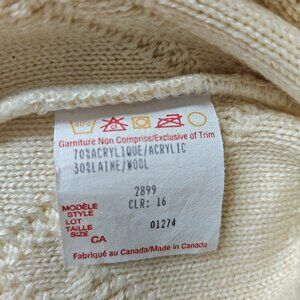 40°C
Garniture Non Comprise/Exclusive of Trim
70%ACRYLIQUE/ACRYLIC
30%LAINE/WOOL
2899
MODÈLE
STYLE CLR: 16
LOT
TAILLE 01274
SIZE
CA
Fabriqué au Canada/Made in Canada